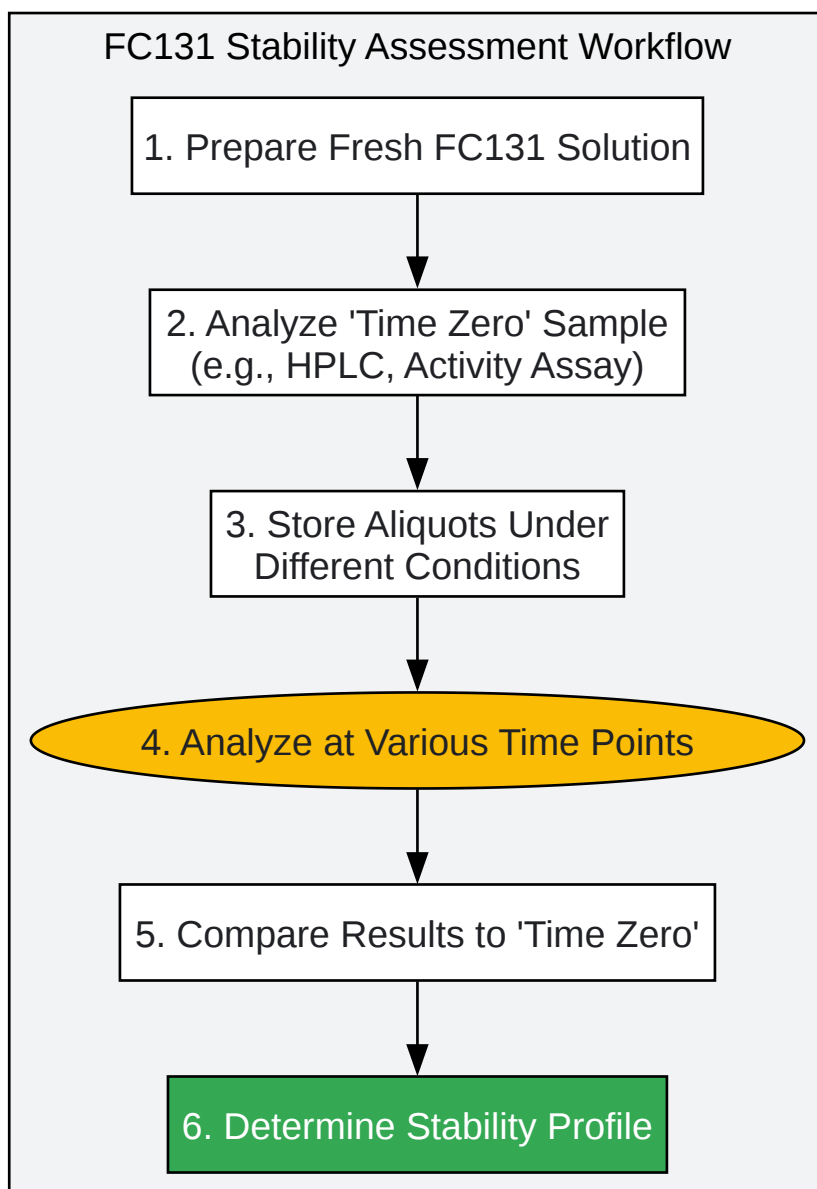 FC131 Stability Assessment Workflow
1. Prepare Fresh FC131 Solution
2. Analyze 'Time Zero' Sample
(e.g., HPLC, Activity Assay)
3. Store Aliquots Under
Different Conditions
4. Analyze at Various Time Points
5. Compare Results to 'Time Zero'
6. Determine Stability Profile